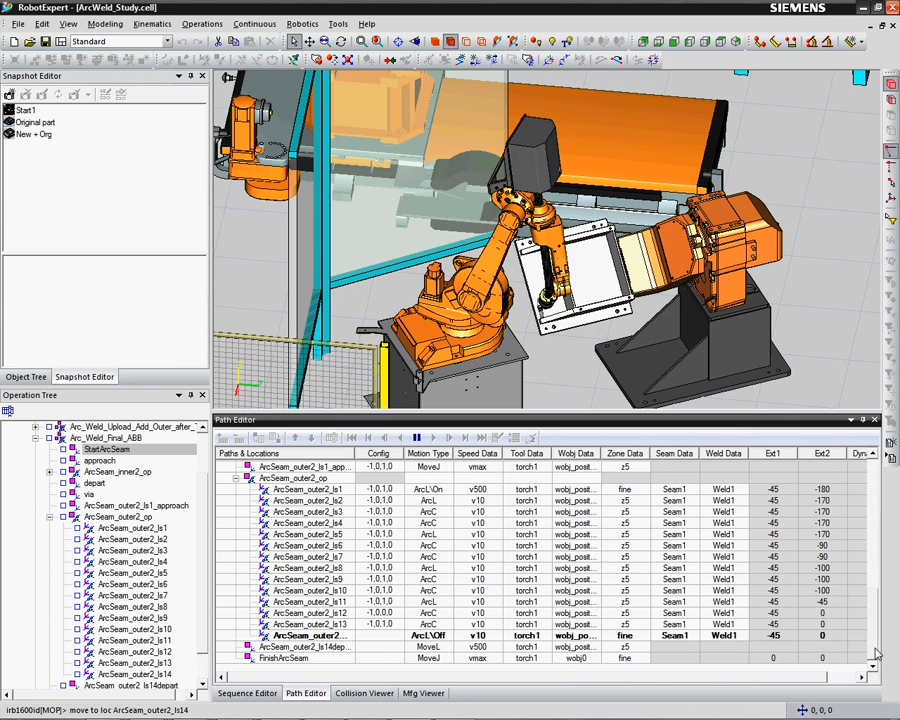 RobotExpert - [ArcWeld_Study.cell]
SIEMENS
File Edit View Modeling Kinematics Operations Continuous Robotics Tools Help
Standard
Snapshot Editor
Start1
Original part
New + Org
Object Tree Snapshot Editor
Operation Tree
Arc_Weld_Upload_Add_Outer_after_
Arc_Weld_Final_ABB
StartArcSeam
approach
ArcSeam_inner2_op
depart
via
ArcSeam_outer2_ls1_approach
ArcSeam_outer2_op
ArcSeam_outer2_ls1
ArcSeam_outer2_ls2
ArcSeam_outer2_ls3
ArcSeam_outer2_ls4
ArcSeam_outer2_ls5
ArcSeam_outer2_ls6
ArcSeam_outer2_ls7
ArcSeam_outer2_ls8
ArcSeam_outer2_ls9
ArcSeam_outer2_ls10
ArcSeam_outer2_ls11
ArcSeam_outer2_ls12
ArcSeam_outer2_ls13
ArcSeam_outer2_ls14
ArcSeam_outer2_ls14depart
Path Editor
Paths & Locations Config Motion Type Speed Data Tool Data Wobj Data Zone Data Seam Data Weld Data Ext1 Ext2 Dyna
ArcSeam_outer2_ls1_app... -1,0,1,0 MoveJ vmax torch1 wobj_posit... z5
ArcSeam_outer2_op
ArcSeam_outer2_ls1 -1,0,1,0 ArcL\On v500 torch1 wobj_posit... fine Seam1 Weld1 -45 -180
ArcSeam_outer2_ls2 -1,0,1,0 ArcL v10 torch1 wobj_posit... z5 Seam1 Weld1 -45 -170
ArcSeam_outer2_ls3 -1,0,1,0 ArcC v10 torch1 wobj_posit... z5 Seam1 Weld1 -45 -170
ArcSeam_outer2_ls4 -1,0,1,0 ArcC v10 torch1 wobj_posit... z5 Seam1 Weld1 -45 -170
ArcSeam_outer2_ls5 -1,0,1,0 ArcL v10 torch1 wobj_posit... z5 Seam1 Weld1 -45 -170
ArcSeam_outer2_ls6 -1,0,1,0 ArcC v10 torch1 wobj_posit... z5 Seam1 Weld1 -45 -90
ArcSeam_outer2_ls7 -1,0,1,0 ArcC v10 torch1 wobj_posit... z5 Seam1 Weld1 -45 -90
ArcSeam_outer2_ls8 -1,0,1,0 ArcL v10 torch1 wobj_posit... z5 Seam1 Weld1 -45 -100
ArcSeam_outer2_ls9 -1,0,1,0 ArcC v10 torch1 wobj_posit... z5 Seam1 Weld1 -45 -100
ArcSeam_outer2_ls10 -1,0,1,0 ArcC v10 torch1 wobj_posit... z5 Seam1 Weld1 -45 -100
ArcSeam_outer2_ls11 -1,0,1,0 ArcL v10 torch1 wobj_posit... z5 Seam1 Weld1 -45 -45
ArcSeam_outer2_ls12 -1,0,0,0 ArcC v10 torch1 wobj_posit... z5 Seam1 Weld1 -45 0
ArcSeam_outer2_ls13 -1,0,1,0 ArcC v10 torch1 wobj_posit... z5 Seam1 Weld1 -45 0
ArcSeam_outer2... ArcL\Off v10 torch1 wobj_po... fine Seam1 Weld1 -45 0
ArcSeam_outer2_ls14dep... MoveL v500 torch1 wobj_posit... z5
FinishArcSeam MoveJ vmax wobj0 fine 0 0
Sequence Editor Path Editor Collision Viewer Mfg Viewer
irb1600id[MOP]> move to loc ArcSeam_outer2_ls14
0, 0, 0